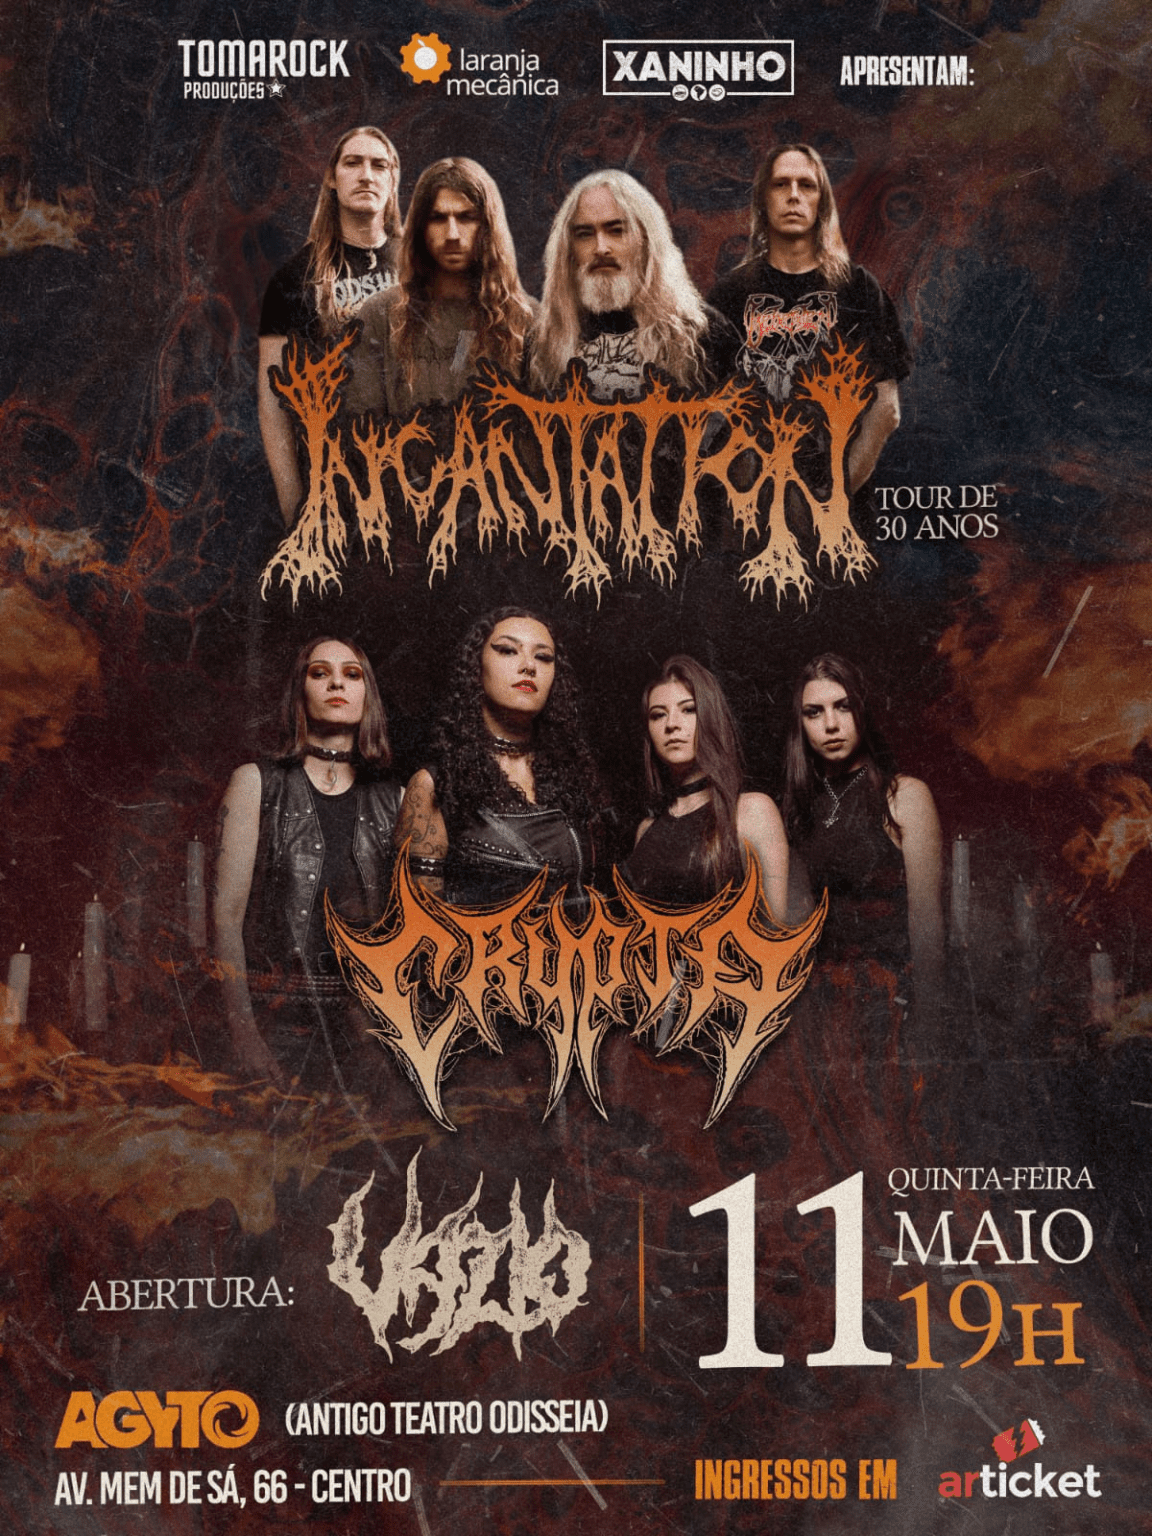 TOMAROCK
PRODUÇÕES
laranja
mecânica
XANINHO
APRESENTAM:
INCANTATION
TOUR DE
30 ANOS
CRYPTA
ABERTURA:
VAZIO
11
QUINTA-FEIRA
MAIO
19H
AGYTO (ANTIGO TEATRO ODISSEIA)
AV. MEM DE SÁ, 66 - CENTRO
INGRESSOS EM
articket